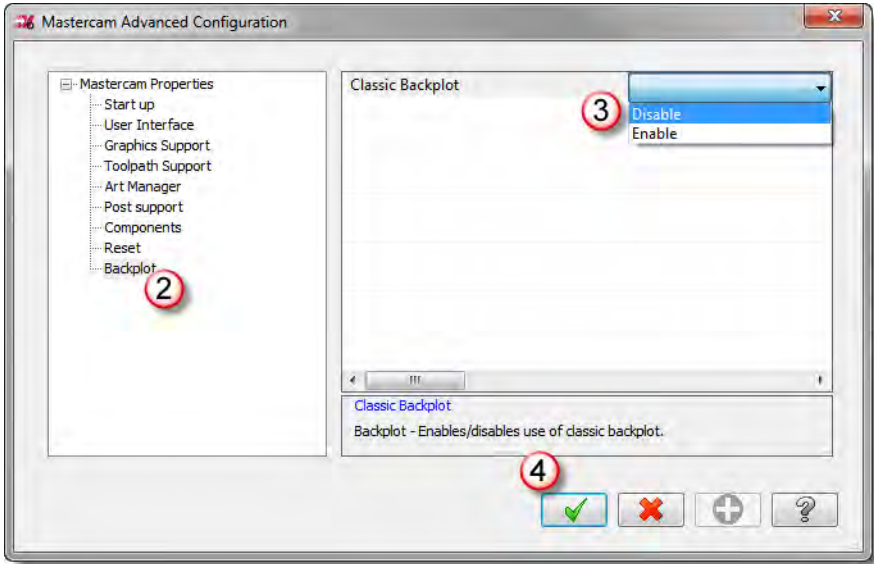 Mastercam Advanced Configuration
Mastercam Properties
Start up
User Interface
Graphics Support
Toolpath Support
Art Manager
Post support
Components
Reset
Backplot
2
Classic Backplot
3
Disable
Enable
Classic Backplot
Backplot - Enables/disables use of classic backplot.
4